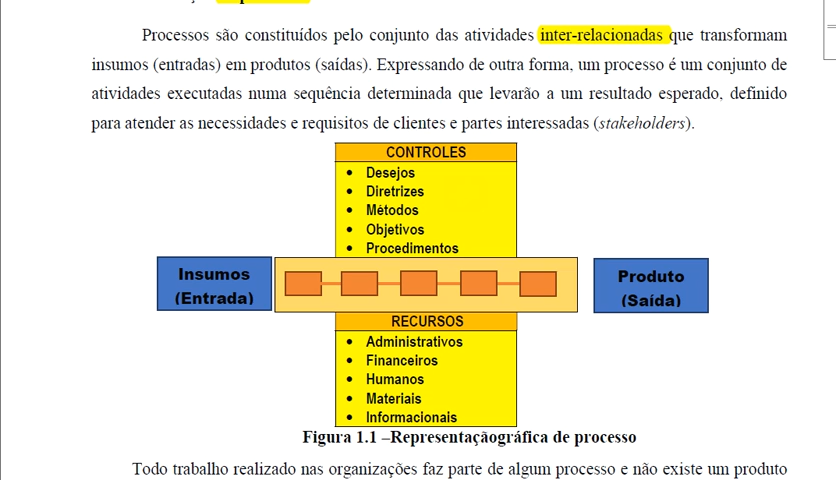 Processos são constituídos pelo conjunto das atividades inter-relacionadas que transformam
insumos (entradas) em produtos (saídas). Expressando de outra forma, um processo é um conjunto de
atividades executadas numa sequência determinada que levarão a um resultado esperado, definido
para atender as necessidades e requisitos de clientes e partes interessadas (stakeholders).
CONTROLES
• Desejos
• Diretrizes
• Métodos
• Objetivos
• Procedimentos
Insumos
(Entrada)
Produto
(Saída)
RECURSOS
• Administrativos
• Financeiros
• Humanos
• Materiais
• Informacionais
Figura 1.1 –Representaçãográfica de processo
Todo trabalho realizado nas organizações faz parte de algum processo e não existe um produto